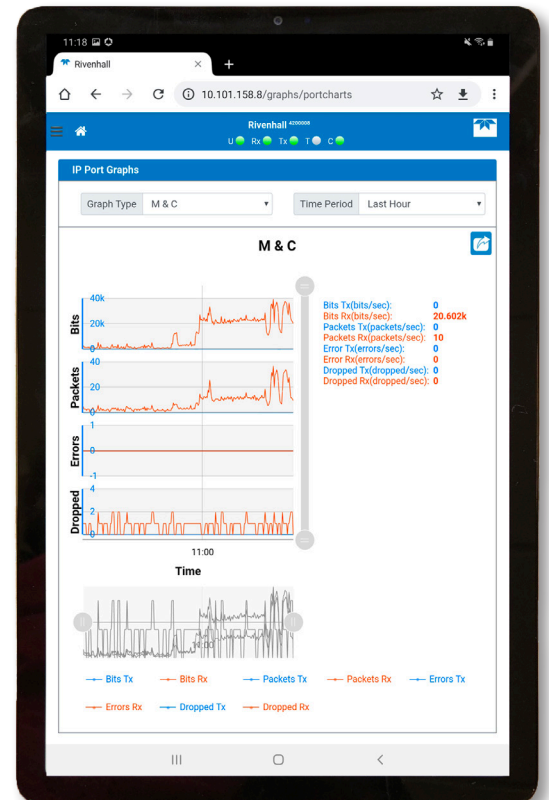 11:18
Rivenhall × +
10.101.158.8/graphs/portcharts
Rivenhall 4200008
U Rx Tx T C
IP Port Graphs
Graph Type M & C Time Period Last Hour
M & C
Bits
40k
20k
0
Packets
40
20
0
Errors
1
0
-1
Dropped
4
2
0
11:00
Time
Bits Tx(bits/sec): 0
Bits Rx(bits/sec): 20.602k
Packets Tx(packets/sec): 0
Packets Rx(packets/sec): 10
Error Tx(errors/sec): 0
Error Rx(errors/sec): 0
Dropped Tx(dropped/sec): 0
Dropped Rx(dropped/sec): 0
11:00
Bits Tx Bits Rx Packets Tx Packets Rx Errors Tx
Errors Rx Dropped Tx Dropped Rx